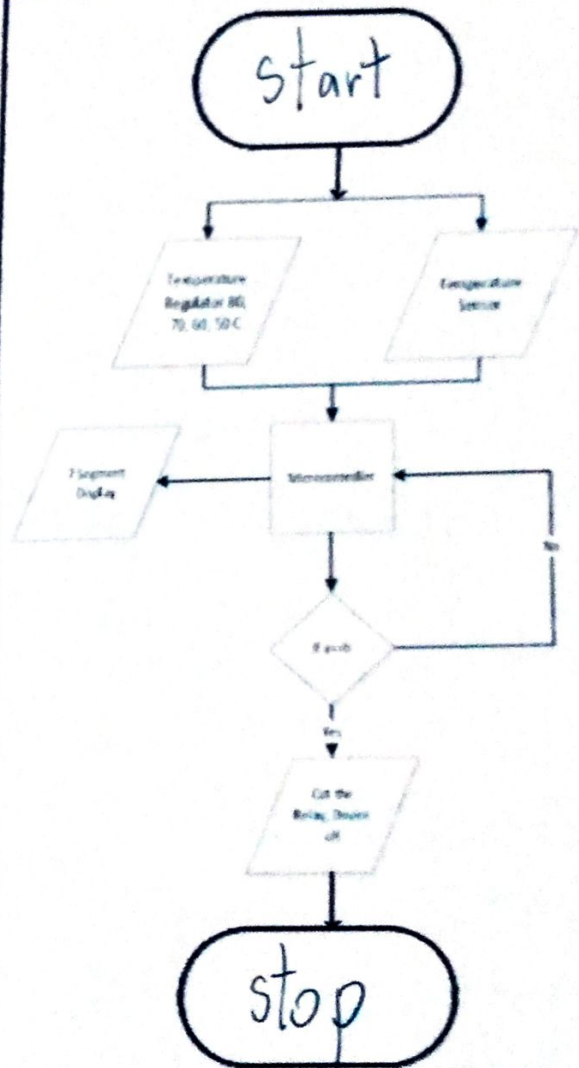 start
Temperature
Regulator 80,
70, 60, 50 C
Temperature
Sensor
7 Segment
Display
Microcontroller
No
If a=b
Yes
Cut the
Relay, Device
off
stop